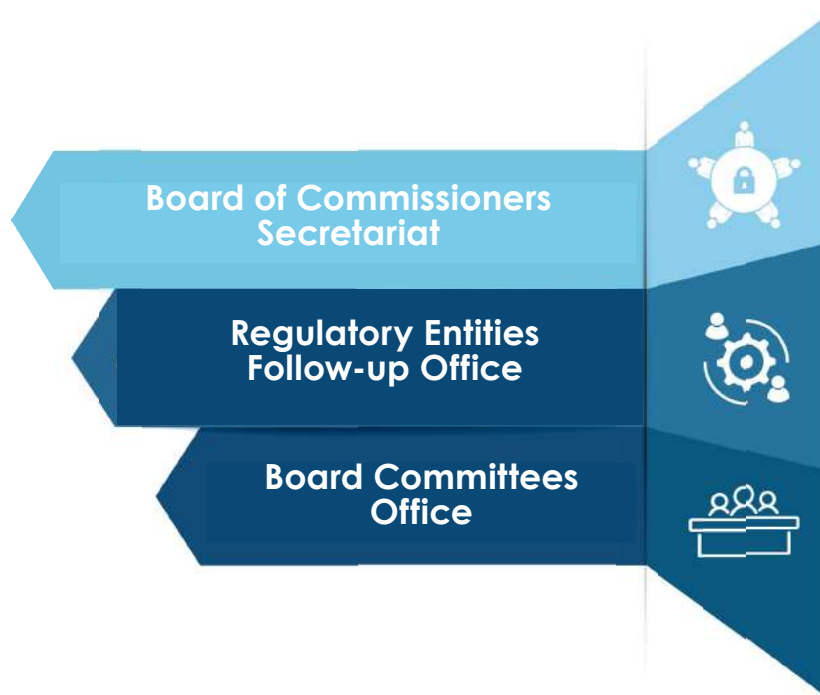 Board of Commissioners
Secretariat
Regulatory Entities
Follow-up Office
Board Committees
Office